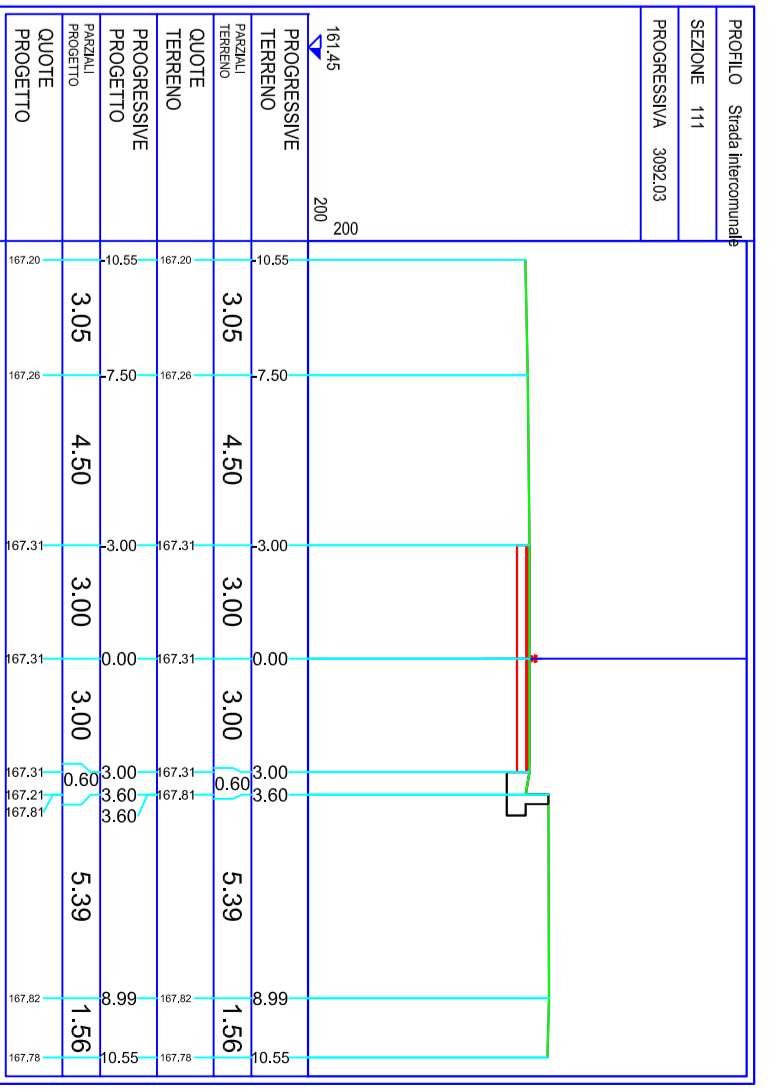 PROFILO Strada intercomunale
SEZIONE 111
PROGRESSIVA 3092.03
200
200
161.45
PROGRESSIVE TERRENO
-10.55 -7.50 -3.00 0.00 3.00 3.60 8.99 10.55
PARZIALI TERRENO
3.05 4.50 3.00 3.00 0.60 5.39 1.56
QUOTE TERRENO
167.20 167.26 167.31 167.31 167.31 167.81 167.82 167.78
PROGRESSIVE PROGETTO
-10.55 -7.50 -3.00 0.00 3.00 3.60 3.60 8.99 10.55
PARZIALI PROGETTO
3.05 4.50 3.00 3.00 0.60 5.39 1.56
QUOTE PROGETTO
167.20 167.26 167.31 167.31 167.31 167.21 167.81 167.82 167.78